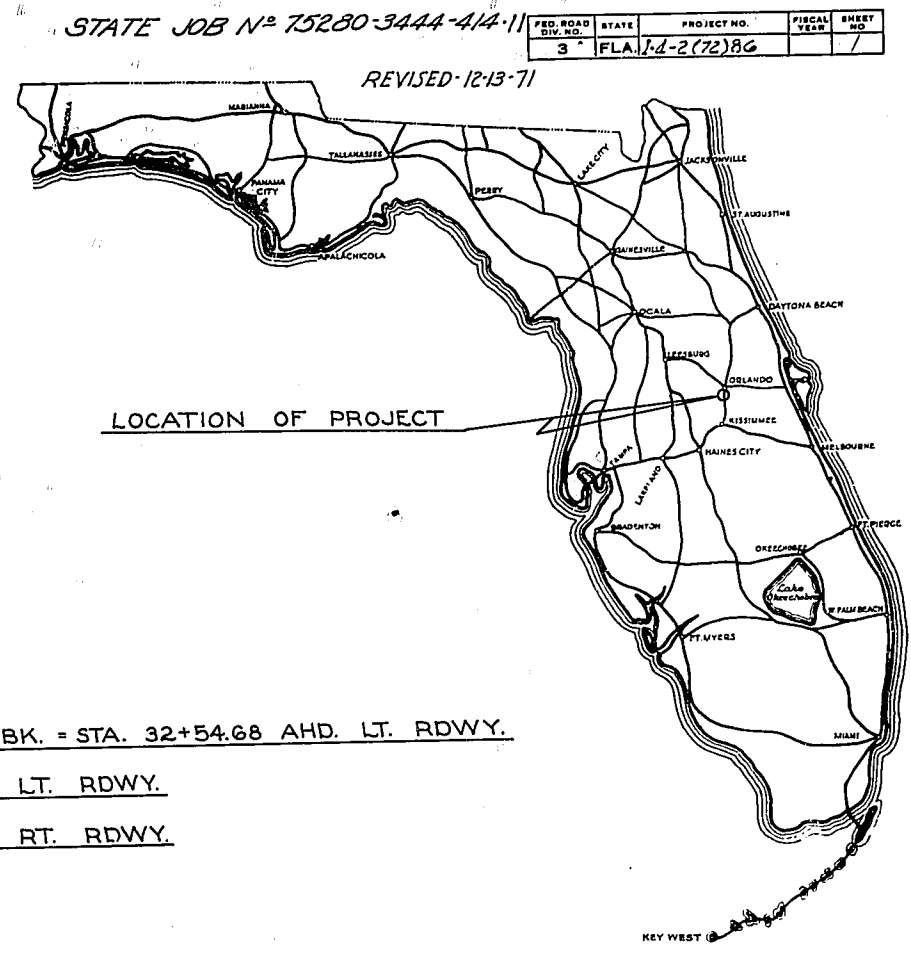 STATE JOB Nº 75280-3444-414-11
FED. ROAD DIV. NO. STATE PROJECT NO. FISCAL YEAR SHEET NO
3 FLA. I-4-2(72)86 1
REVISED-12-13-71
MARIANNA
TALLAHASSEE
LAKE CITY
JACKSONVILLE
PANAMA CITY
PERRY
ST. AUGUSTINE
GAINESVILLE
APALACHICOLA
DAYTONA BEACH
OCALA
LEESBURG
ORLANDO
LOCATION OF PROJECT
KISSIMMEE
MELBOURNE
HAINES CITY
TAMPA
LAKELAND
BRADENTON
FT. PIERCE
OKEECHOBEE
Lake Okeechobee
W PALM BEACH
FT. MYERS
BK. = STA. 32+54.68 AHD. LT. RDWY.
MIAMI
LT. RDWY.
RT. RDWY.
KEY WEST